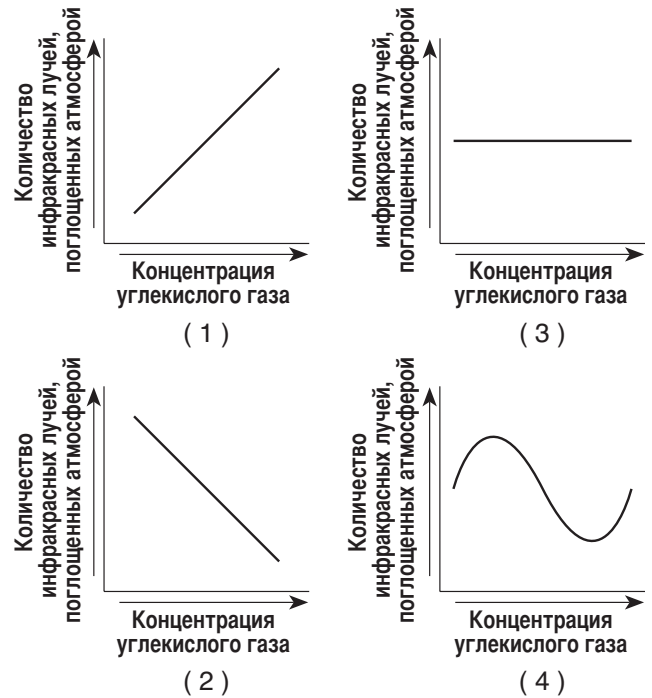 Количество
инфракрасных лучей,
поглощенных атмосферой
Концентрация
углекислого газа
( 1 )
Количество
инфракрасных лучей,
поглощенных атмосферой
Концентрация
углекислого газа
( 3 )
Количество
инфракрасных лучей,
поглощенных атмосферой
Концентрация
углекислого газа
( 2 )
Количество
инфракрасных лучей,
поглощенных атмосферой
Концентрация
углекислого газа
( 4 )